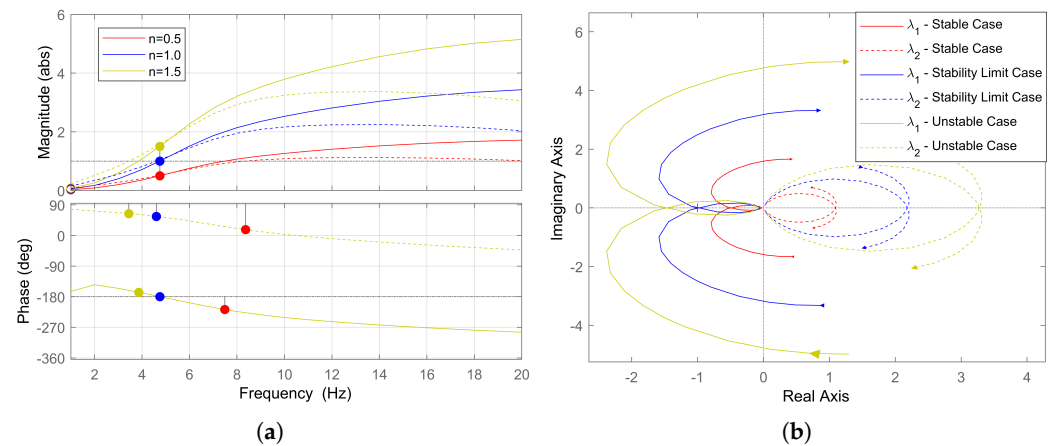 6
4
2
0
Magnitude (abs)
n=0.5
n=1.0
n=1.5
90
0
-90
-180
-270
-360
Phase (deg)
2 4 6 8 10 12 14 16 18 20
Frequency (Hz)
(a)
6
4
2
0
-2
-4
Imaginary Axis
λ1 - Stable Case
λ2 - Stable Case
λ1 - Stability Limit Case
λ2 - Stability Limit Case
λ1 - Unstable Case
λ2 - Unstable Case
-2 -1 0 1 2 3 4
Real Axis
(b)